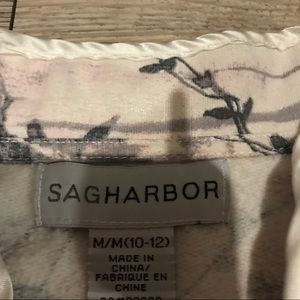 SAGHARBOR
M/M(10-12)
MADE IN
CHINA/
FABRIQUE EN
CHINE